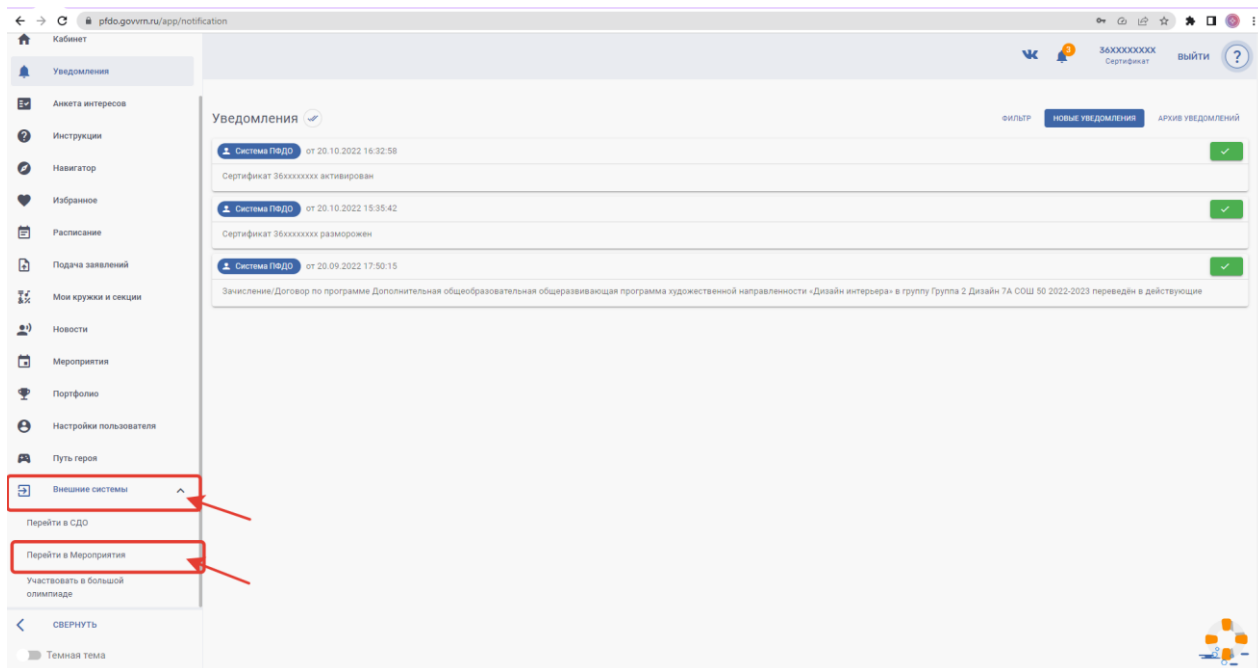 pfdo.govvrn.ru/app/notification
Кабинет
Уведомления
Анкета интересов
Инструкции
Навигатор
Избранное
Расписание
Подача заявлений
Мои кружки и секции
Новости
Мероприятия
Портфолио
Настройки пользователя
Путь героя
Внешние системы
Перейти в СДО
Перейти в Мероприятия
Участвовать в большой
олимпиаде
СВЕРНУТЬ
Темная тема
3
36XXXXXXXX
Сертификат
ВЫЙТИ
?
Уведомления
ФИЛЬТР
НОВЫЕ УВЕДОМЛЕНИЯ
АРХИВ УВЕДОМЛЕНИЙ
Система ПФДО от 20.10.2022 16:32:58
Сертификат 36xxxxxxxx активирован
Система ПФДО от 20.10.2022 15:35:42
Сертификат 36xxxxxxxx разморожен
Система ПФДО от 20.09.2022 17:50:15
Зачисление/Договор по программе Дополнительная общеобразовательная общеразвивающая программа художественной направленности «Дизайн интерьера» в группу Группа 2 Дизайн 7А СОШ 50 2022-2023 переведён в действующие